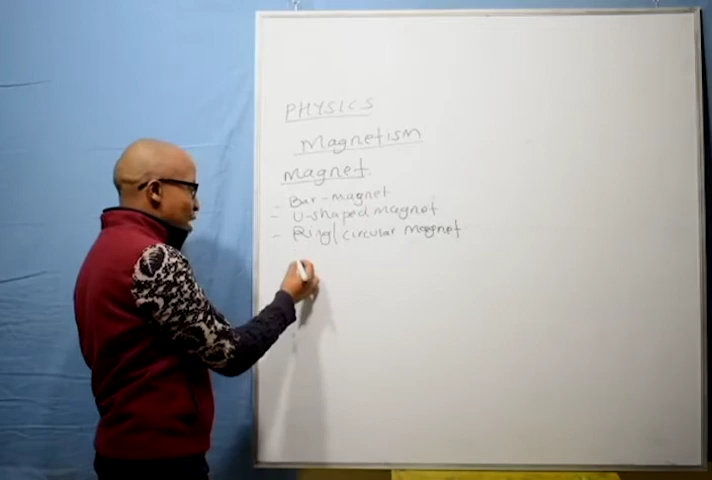 PHYSICS
Magnetism
Magnet
- Bar-magnet
- U-shaped magnet
- Ring/circular magnet